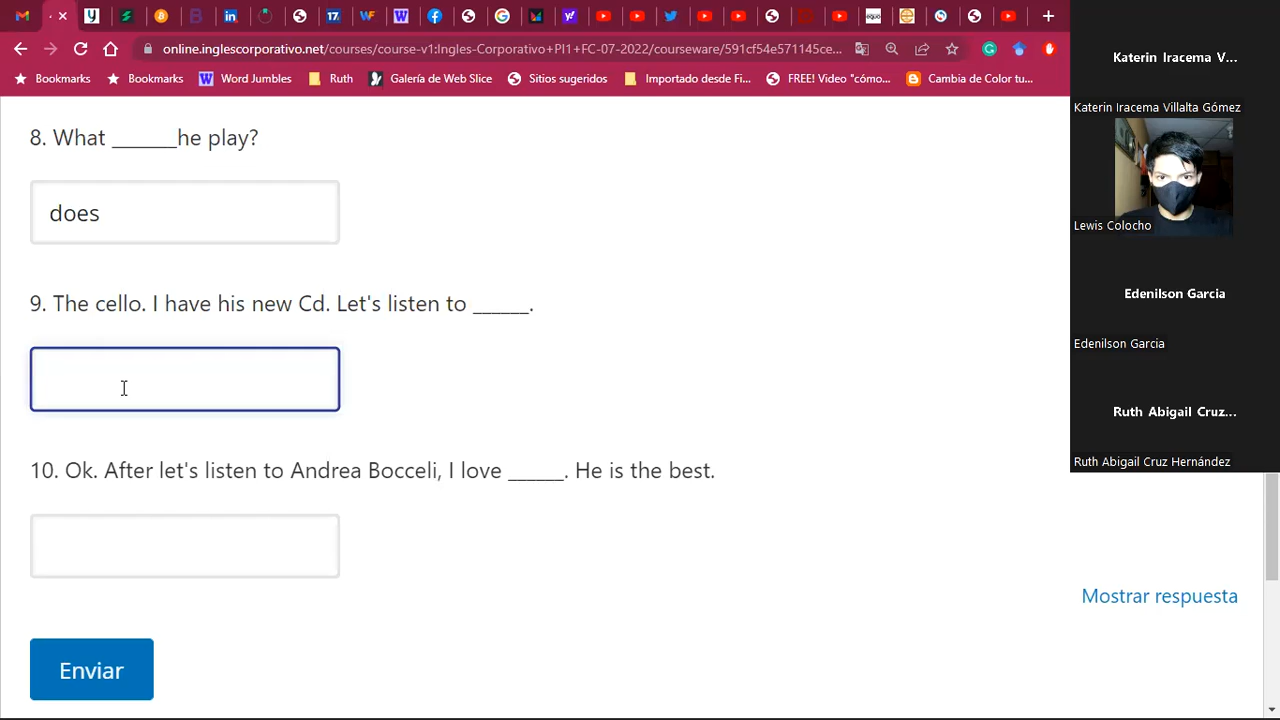 online.inglescorporativo.net/courses/course-v1:Ingles-Corporativo+PI1+FC-07-2022/courseware/591cf54e571145ce...
Bookmarks Bookmarks Word Jumbles Ruth Galería de Web Slice Sitios sugeridos Importado desde Fi... FREE! Video "cómo... Cambia de Color tu...
8. What _______he play?
does
9. The cello. I have his new Cd. Let's listen to ______.
10. Ok. After let's listen to Andrea Bocceli, I love ______. He is the best.
Mostrar respuesta
Enviar
Katerin Iracema V...
Katerin Iracema Villalta Gómez
Lewis Colocho
Edenilson Garcia
Edenilson Garcia
Ruth Abigail Cruz...
Ruth Abigail Cruz Hernández